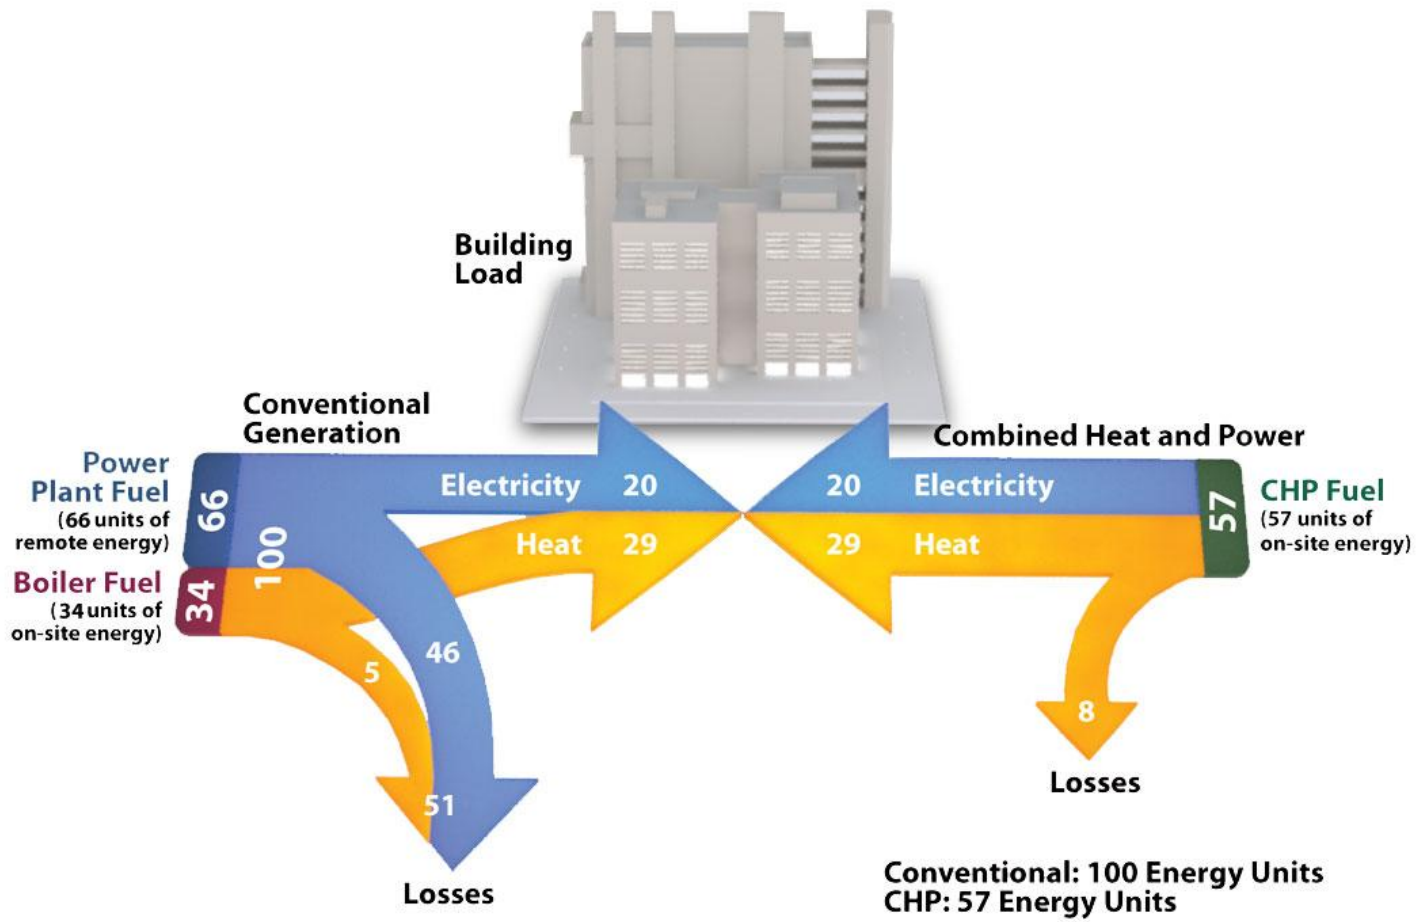 Building
Load
Conventional
Generation
Power
Plant Fuel
(66 units of
remote energy)
66
100
Boiler Fuel
(34 units of
on-site energy)
34
Electricity 20
Heat 29
5
46
51
Losses
Combined Heat and Power
20 Electricity
29 Heat
57
CHP Fuel
(57 units of
on-site energy)
8
Losses
Conventional: 100 Energy Units
CHP: 57 Energy Units